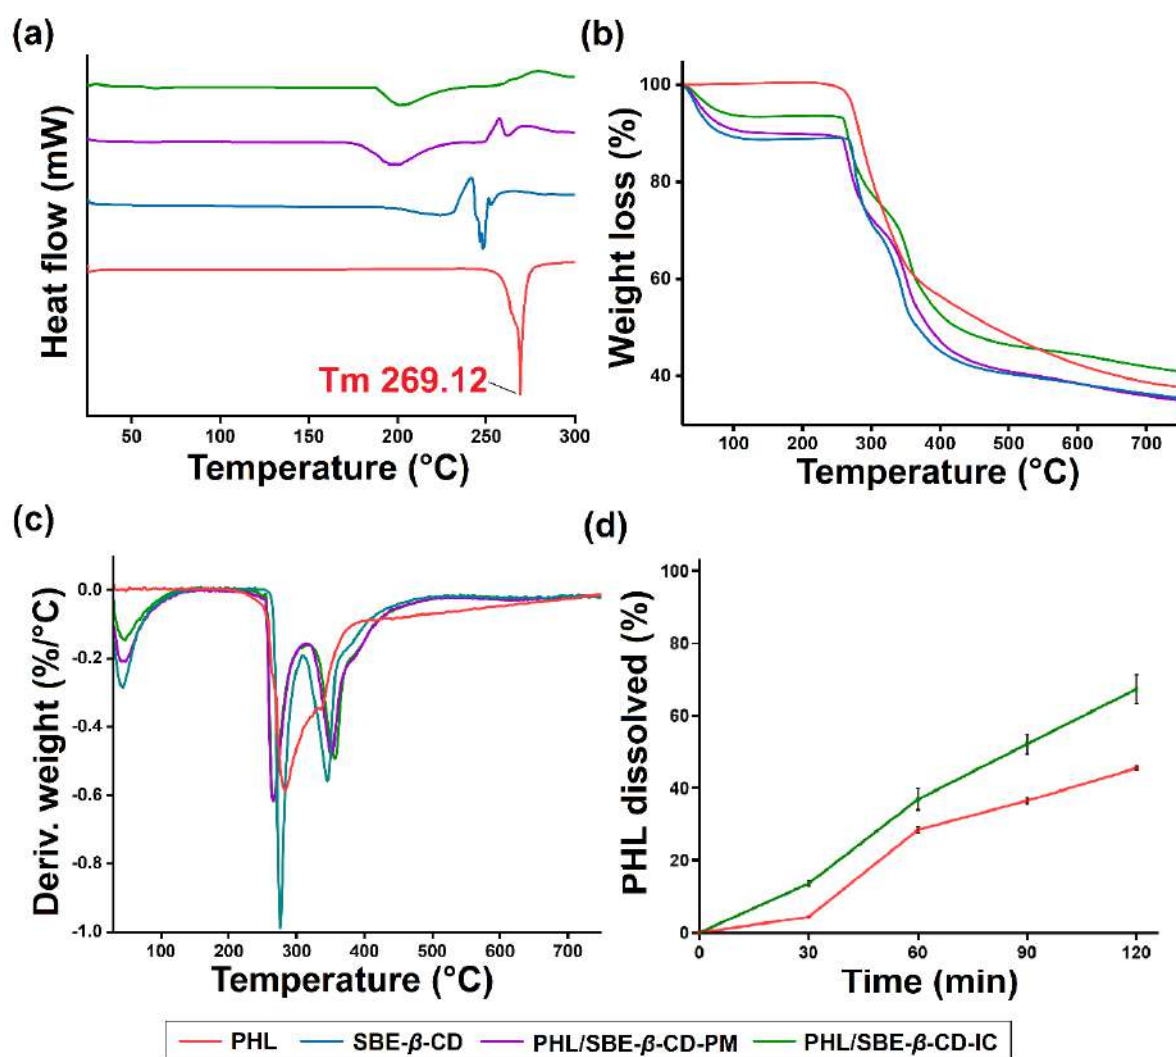 (a)
Heat flow (mW)
Tm 269.12
50 100 150 200 250 300
Temperature (°C)
(b)
Weight loss (%)
100
80
60
40
100 200 300 400 500 600 700
Temperature (°C)
(c)
Deriv. weight (%/°C)
0.0
-0.2
-0.4
-0.6
-0.8
-1.0
100 200 300 400 500 600 700
Temperature (°C)
(d)
PHL dissolved (%)
100
80
60
40
20
0
0 30 60 90 120
Time (min)
PHL SBE-β-CD PHL/SBE-β-CD-PM PHL/SBE-β-CD-IC